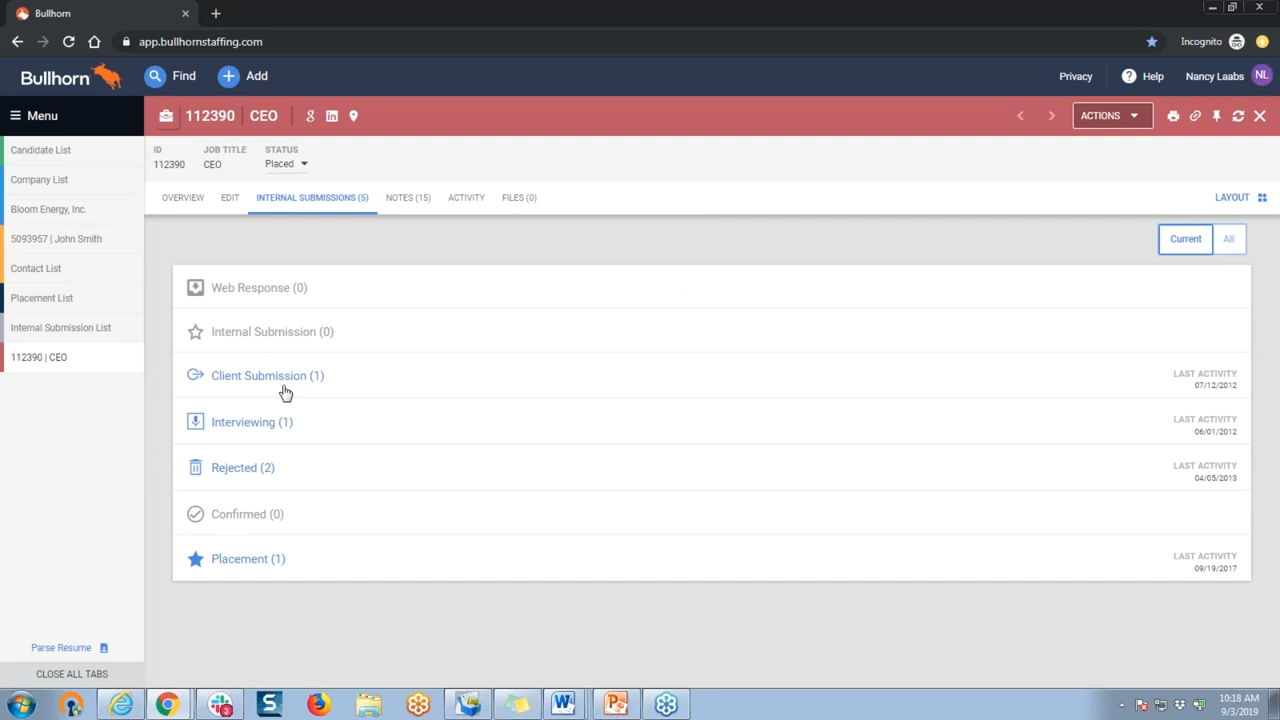 Bullhorn
app.bullhornstaffing.com
Incognito
Bullhorn
Find
Add
Privacy
? Help
Nancy Laabs
NL
Menu
112390
CEO
ACTIONS
Candidate List
Company List
Bloom Energy, Inc.
5093957 | John Smith
Contact List
Placement List
Internal Submission List
112390 | CEO
ID
112390
JOB TITLE
CEO
STATUS
Placed
OVERVIEW
EDIT
INTERNAL SUBMISSIONS (5)
NOTES (15)
ACTIVITY
FILES (0)
LAYOUT
Current
All
Web Response (0)
Internal Submission (0)
Client Submission (1)
LAST ACTIVITY
07/12/2012
Interviewing (1)
LAST ACTIVITY
06/01/2012
Rejected (2)
LAST ACTIVITY
04/05/2013
Confirmed (0)
Placement (1)
LAST ACTIVITY
09/19/2017
Parse Resume
CLOSE ALL TABS
10:18 AM
9/3/2019